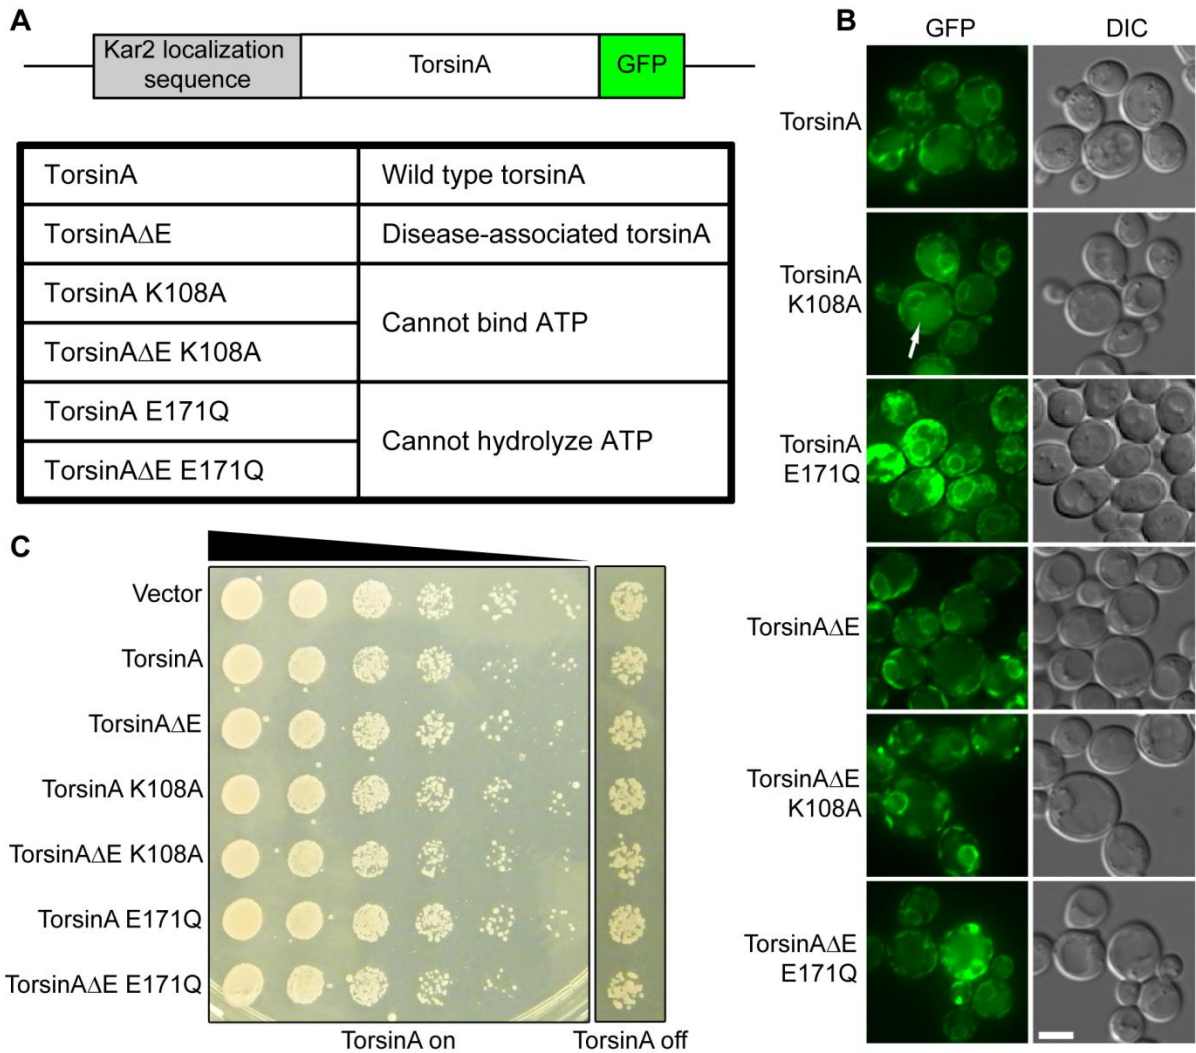 A
Kar2 localization
sequence
TorsinA
GFP
TorsinA
Wild type torsinA
TorsinAΔE
Disease-associated torsinA
TorsinA K108A
TorsinAΔE K108A
Cannot bind ATP
TorsinA E171Q
TorsinAΔE E171Q
Cannot hydrolyze ATP
B
GFP
DIC
TorsinA
TorsinA
K108A
TorsinA
E171Q
TorsinAΔE
TorsinAΔE
K108A
TorsinAΔE
E171Q
C
Vector
TorsinA
TorsinAΔE
TorsinA K108A
TorsinAΔE K108A
TorsinA E171Q
TorsinAΔE E171Q
TorsinA on
TorsinA off